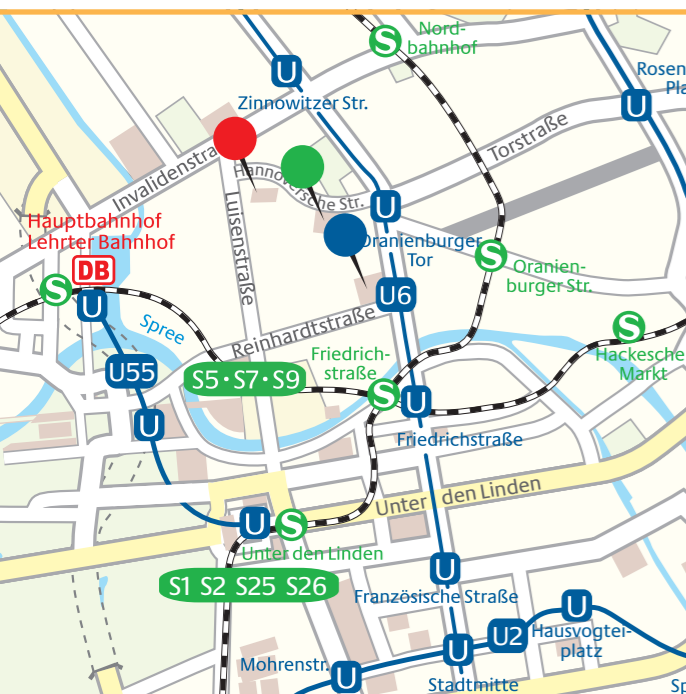 Nord-
bahnhof
S
Rosen
Pla
U
Zinnowitzer Str.
U
Torstraße
Invalidenstra
Hannoversche Str.
Luisenstraße
U
Hauptbahnhof
Lehrter Bahnhof
DB
S
U
Oranienburger
Tor
S
Oranien-
burger Str.
U6
Spree
Reinhardtstraße
S
Hackesche
Markt
U55
Friedrich-
straße
S5·S7·S9
S
U
U
Friedrichstraße
Unter den Linden
U
S
Unter den Linden
S1 S2 S25 S26
U
Französische Straße
U
U2
Hausvogtei-
platz
U
Mohrenstr.
U
Stadtmitte
Sp